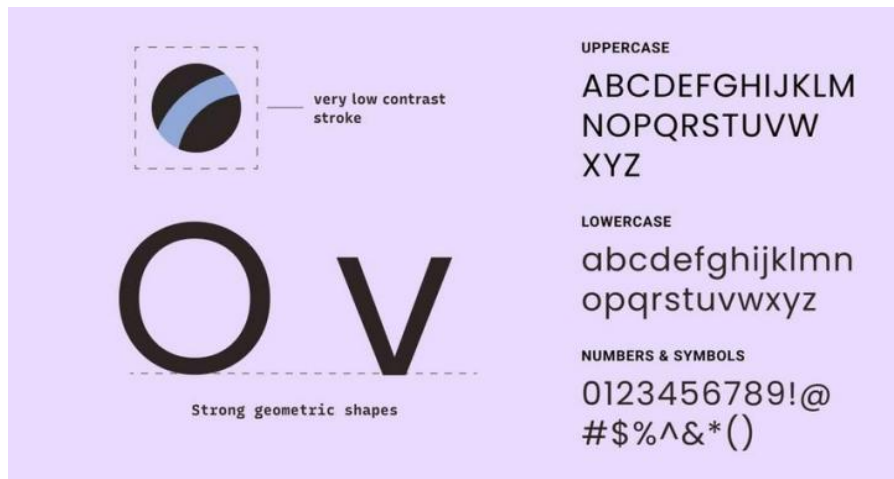 very low contrast
stroke
O v
Strong geometric shapes
UPPERCASE
ABCDEFGHIJKLM
NOPQRSTUVW
XYZ
LOWERCASE
abcdefghijklmn
opqrstuvwxyz
NUMBERS & SYMBOLS
0123456789!@
#$%^&*()